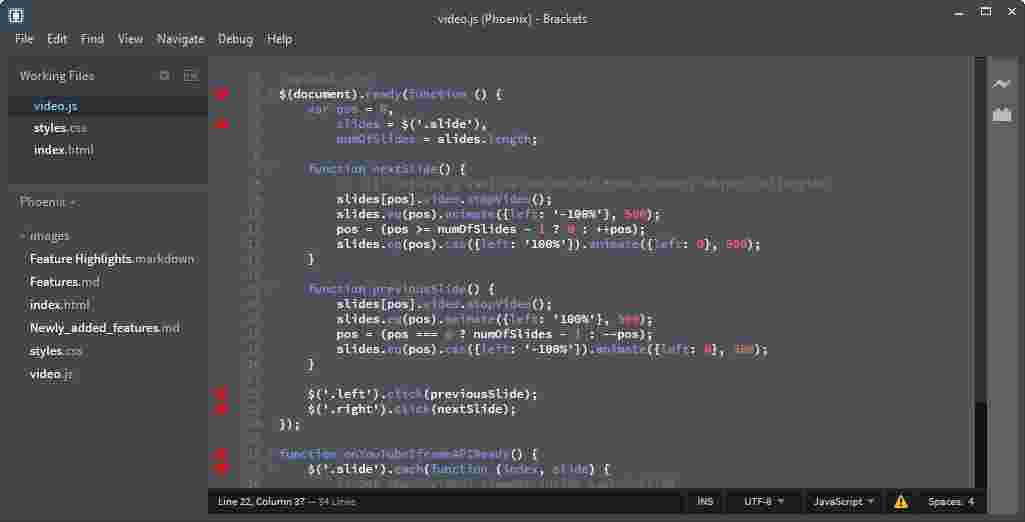 video.js (Phoenix) - Brackets
File Edit Find View Navigate Debug Help
Working Files
video.js
styles.css
index.html
Phoenix
images
Feature Highlights.markdown
Features.md
index.html
Newly_added_features.md
styles.css
video.js
$(document).ready(function () {
var pos = 0,
slides = $('.slide'),
numOfSlides = slides.length;
function nextSlide() {
slides[pos].video.stopVideo();
slides.eq(pos).animate({left: '-100%'}, 500);
pos = (pos >= numOfSlides - 1 ? 0 : ++pos);
slides.eq(pos).css({left: '100%'}).animate({left: 0}, 500);
}
function previousSlide() {
slides[pos].video.stopVideo();
slides.eq(pos).animate({left: '100%'}, 500);
pos = (pos === 0 ? numOfSlides - 1 : --pos);
slides.eq(pos).css({left: '-100%'}).animate({left: 0}, 500);
}
$('.left').click(previousSlide);
$('.right').click(nextSlide);
});
function onYouTubeIframeAPIReady() {
$('.slide').each(function (index, slide) {
Line 22, Column 37 — 54 Lines
INS UTF-8 JavaScript Spaces: 4